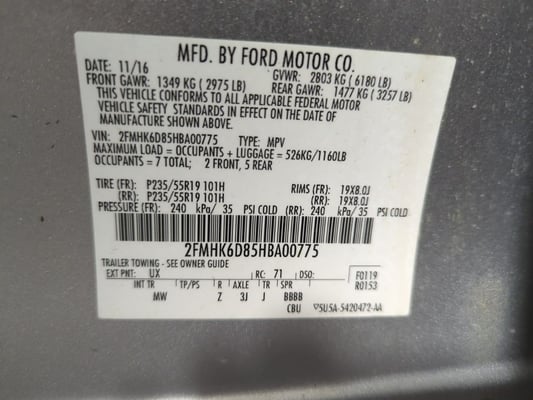 MFD. BY FORD MOTOR CO.
DATE: 11/16 GVWR: 2803 KG ( 6180 LB)
FRONT GAWR: 1349 KG ( 2975 LB) REAR GAWR: 1477 KG ( 3257 LB)
THIS VEHICLE CONFORMS TO ALL APPLICABLE FEDERAL MOTOR
VEHICLE SAFETY STANDARDS IN EFFECT ON THE DATE OF
MANUFACTURE SHOWN ABOVE.
VIN: 2FMHK6D85HBA00775 TYPE: MPV
MAXIMUM LOAD = OCCUPANTS + LUGGAGE = 526KG/1160LB
OCCUPANTS = 7 TOTAL; 2 FRONT, 5 REAR
TIRE (FR): P235/55R19 101H RIMS (FR): 19X8.0J
(RR): P235/55R19 101H (RR): 19X8.0J
PRESSURE (FR): 240 kPa/ 35 PSI COLD (RR): 240 kPa/ 35 PSI COLD
2FMHK6D85HBA00775
TRAILER TOWING - SEE OWNER GUIDE
EXT PNT: UX RC: 71 DSO: F0119
INT TR TP/PS R AXLE TR SPR R0153
MW Z 3J J BBBB
CBU 5U5A-5420472-AA